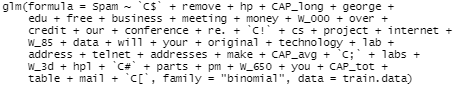 glm(formula = Spam ~ `C$` + remove + hp + CAP_long + george +
edu + free + business + meeting + money + W_000 + over +
credit + our + conference + re. + `C!` + cs + project + internet +
W_85 + data + will + your + original + technology + lab +
address + telnet + addresses + make + CAP_avg + `C;` + labs +
W_3d + hpl + `C#` + parts + pm + W_650 + you + CAP_tot +
table + mail + `C[`, family = "binomial", data = train.data)